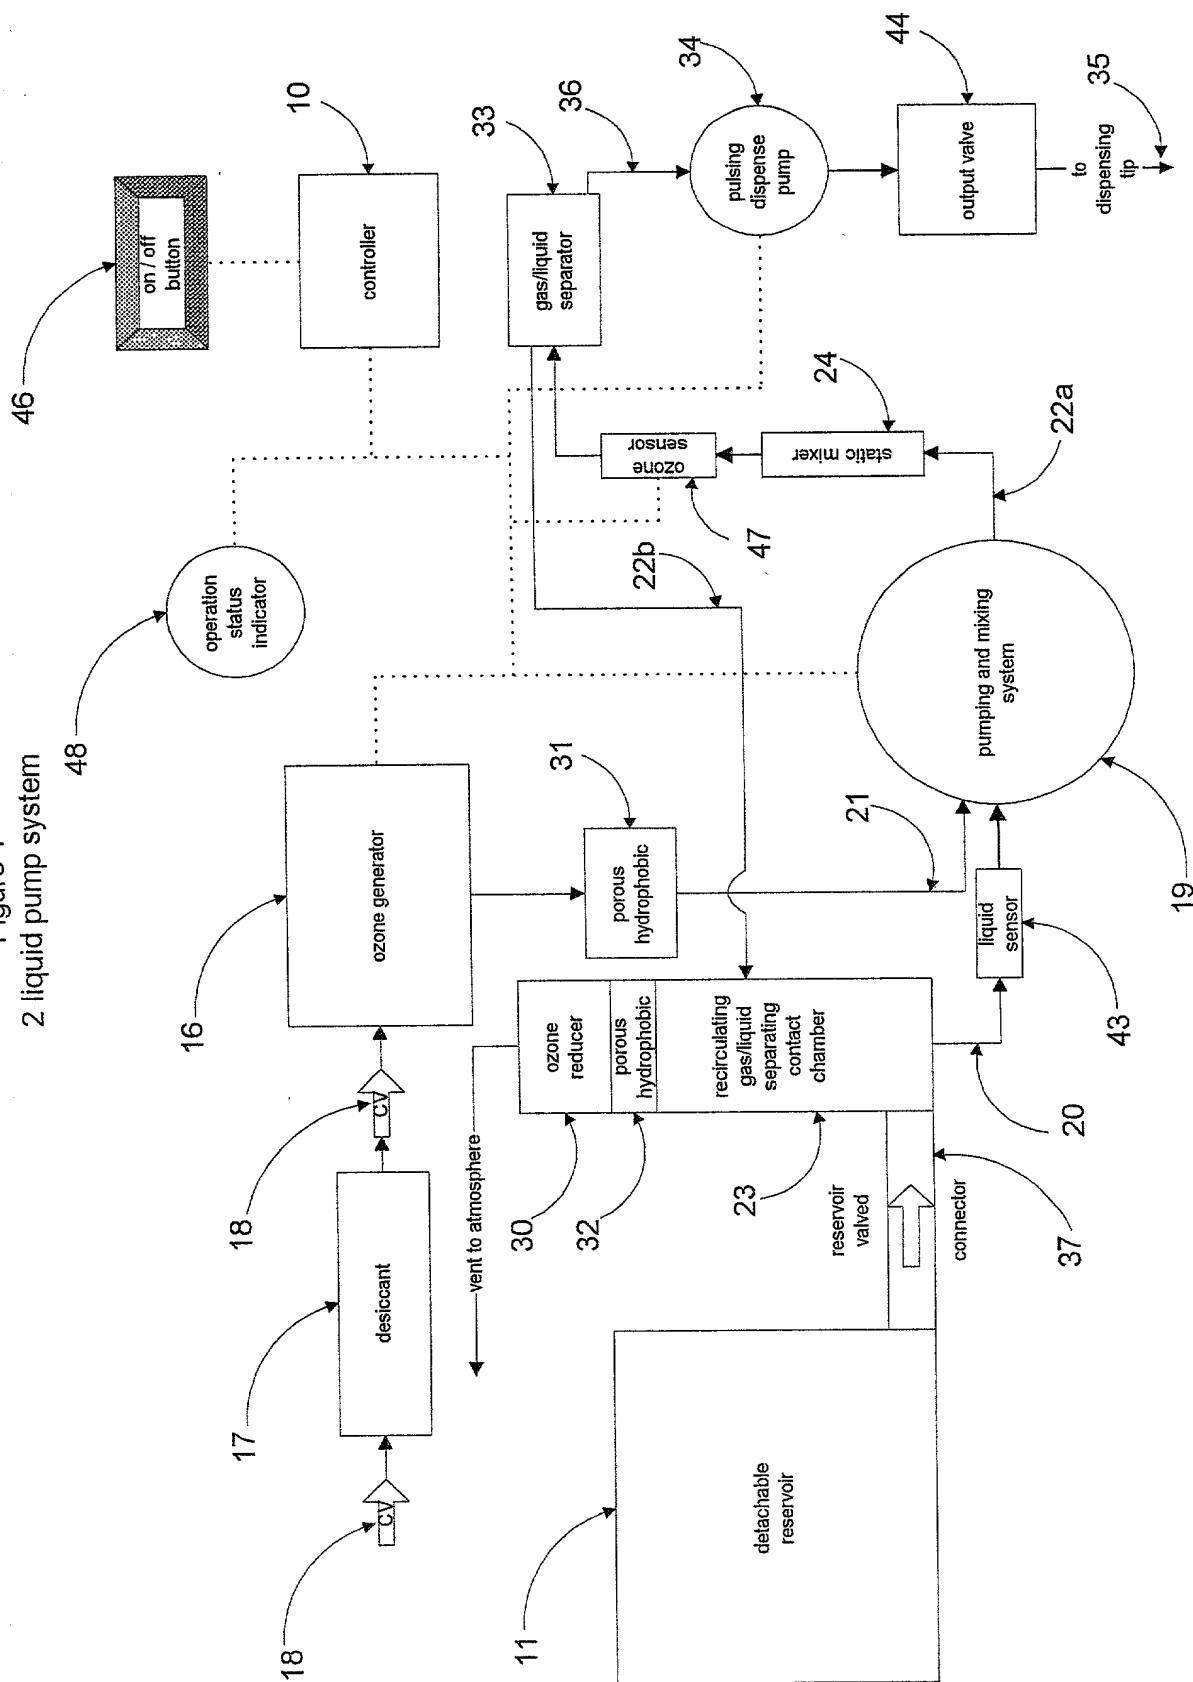 2 liquid pump system
46
on / off
button
10
controller
48
operation
status
indicator
33
gas/liquid
separator
36
34
pulsing
dispense
pump
44
output valve
35
to
dispensing
tip
16
ozone generator
18
CV
17
desiccant
18
CV
31
porous
hydrophobic
21
22b
47
ozone
sensor
24
static mixer
22a
pumping and mixing
system
19
liquid
sensor
43
20
vent to atmosphere
ozone
reducer
30
porous
hydrophobic
32
recirculating
gas/liquid
separating
contact
chamber
23
reservoir
valved
connector
37
detachable
reservoir
11